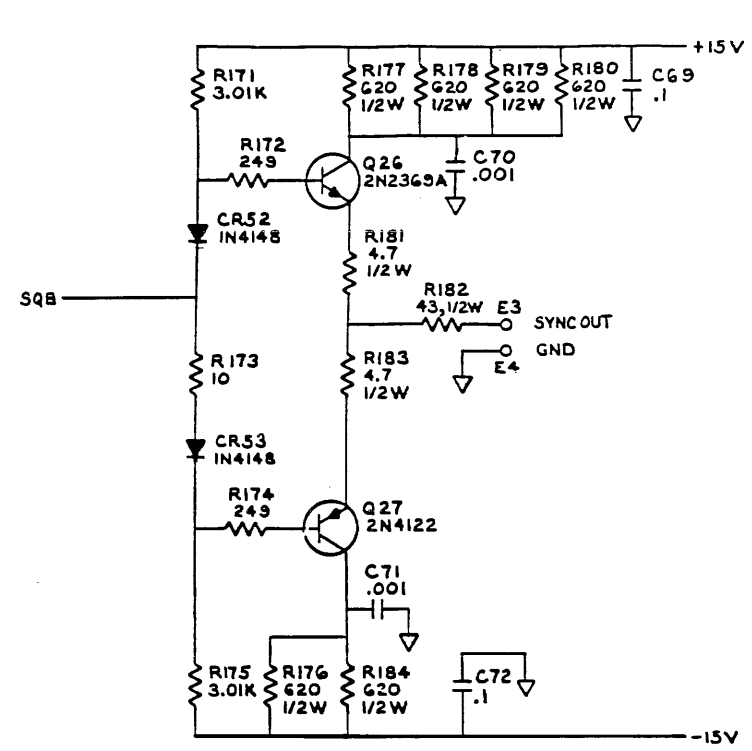 +15V
R171
3.01K
R177
620
1/2W
R178
620
1/2W
R179
620
1/2W
R180
620
1/2W
C69
.1
R172
249
Q26
2N2369A
C70
.001
CR52
1N4148
R181
4.7
1/2W
SQB
R182
43,1/2W
E3
SYNC OUT
GND
E4
R173
10
R183
4.7
1/2W
CR53
1N4148
R174
249
Q27
2N4122
C71
.001
R175
3.01K
R176
620
1/2W
R184
620
1/2W
C72
.1
-15V